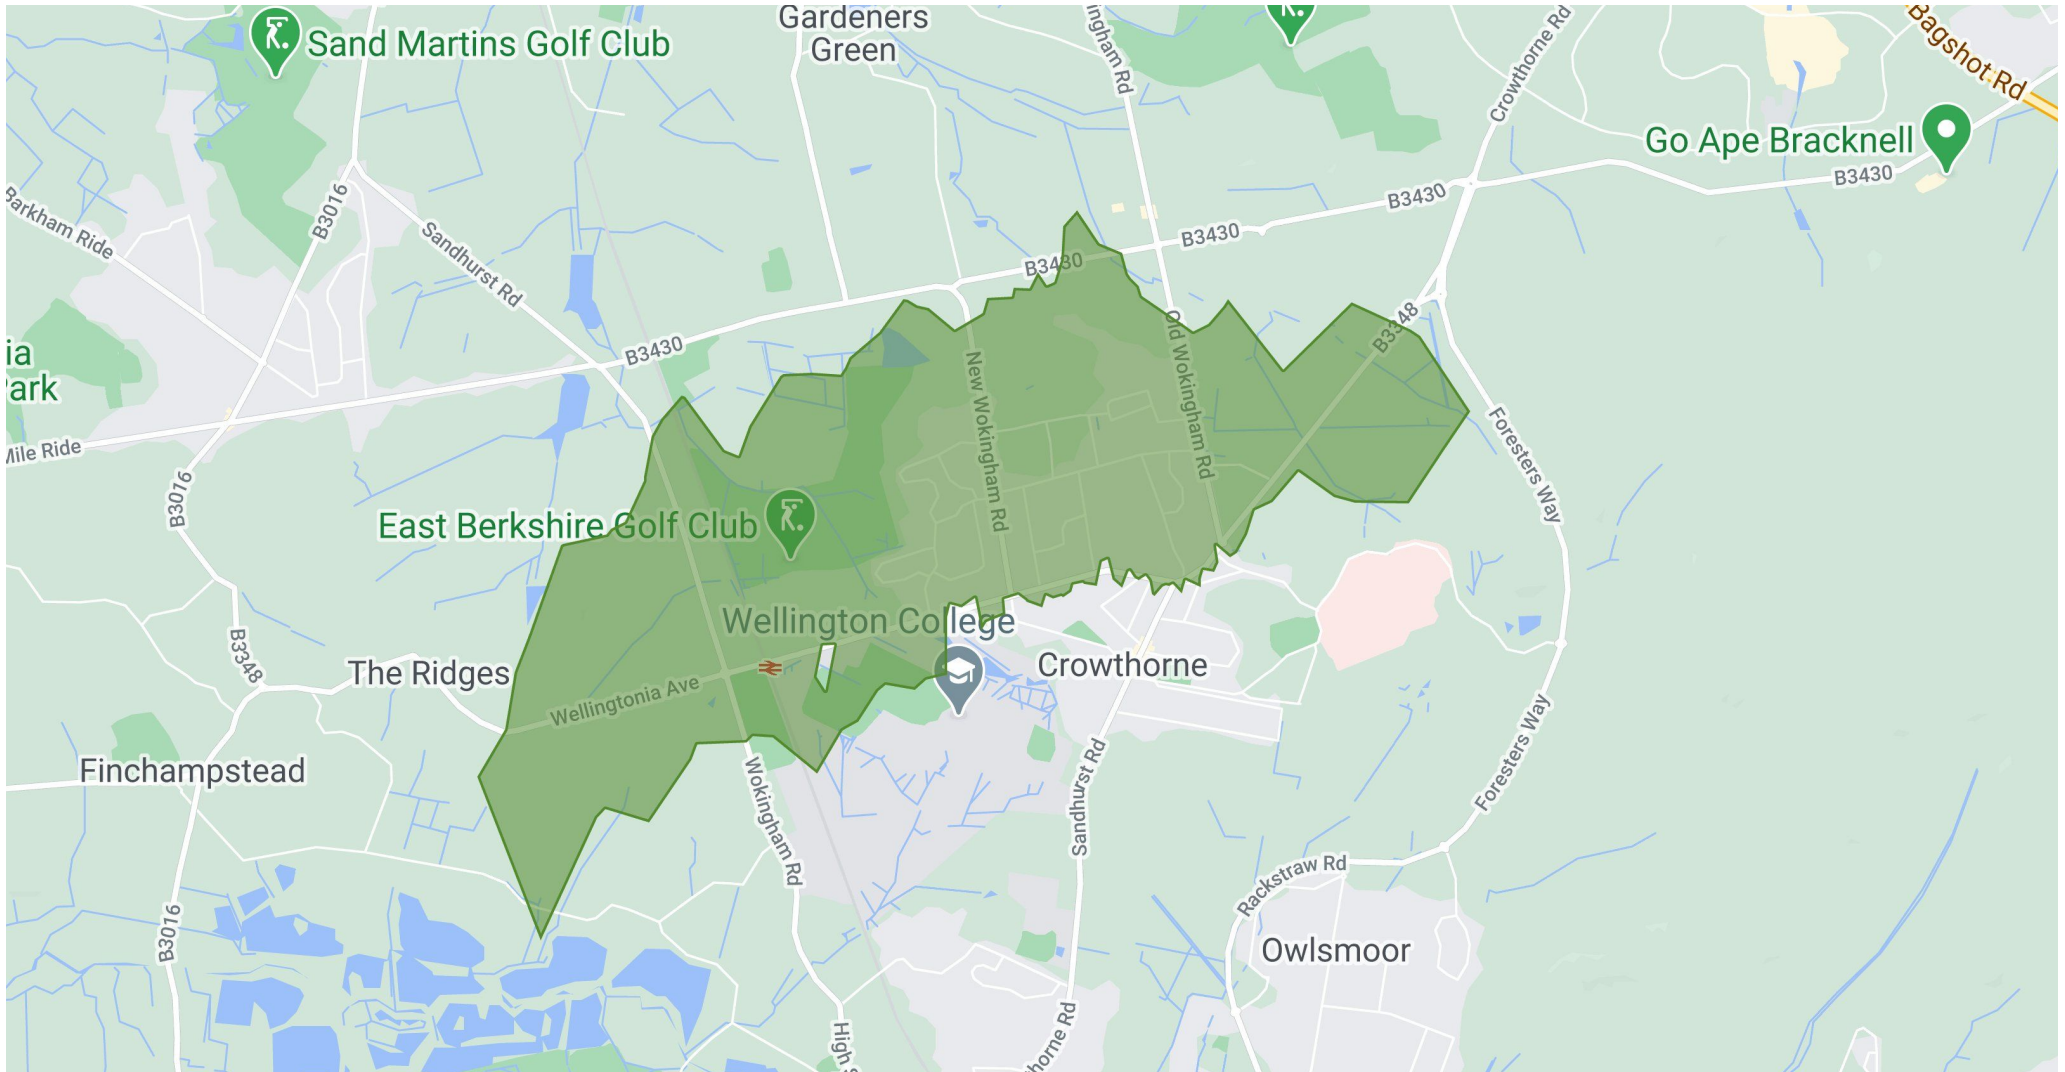 Gardeners
Green
Sand Martins Golf Club
ingham Rd
Crowthorne Rd
Bagshot Rd
Go Ape Bracknell
B3430
B3430
B3430
B3016
Barkham Ride
Sandhurst Rd
B3430
B3430
Old Wokingham Rd
B3348
ia
Park
New Wokingham Rd
Mile Ride
B3016
Foresters Way
East Berkshire Golf Club
Wellington College
B3348
The Ridges
Crowthorne
Wellingtonia Ave
Finchampstead
Wokingham Rd
Sandhurst Rd
Foresters Way
Rackstraw Rd
B3016
Owlsmoor
High S
thorne Rd